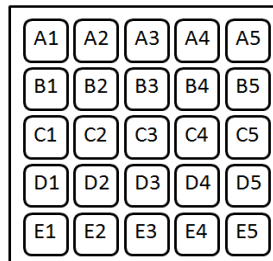 A1 A2 A3 A4 A5
B1 B2 B3 B4 B5
C1 C2 C3 C4 C5
D1 D2 D3 D4 D5
E1 E2 E3 E4 E5